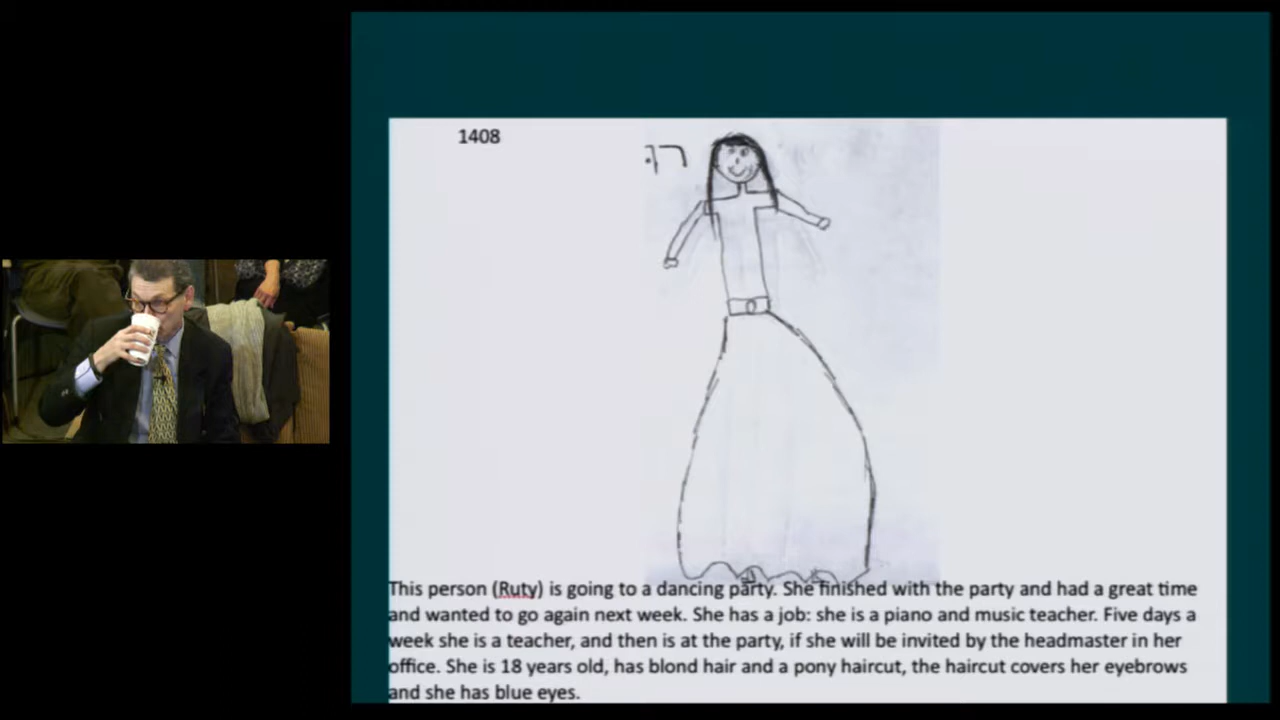 1408
This person (Ruty) is going to a dancing party. She finished with the party and had a great time
and wanted to go again next week. She has a job: she is a piano and music teacher. Five days a
week she is a teacher, and then is at the party, if she will be invited by the headmaster in her
office. She is 18 years old, has blond hair and a pony haircut, the haircut covers her eyebrows
and she has blue eyes.